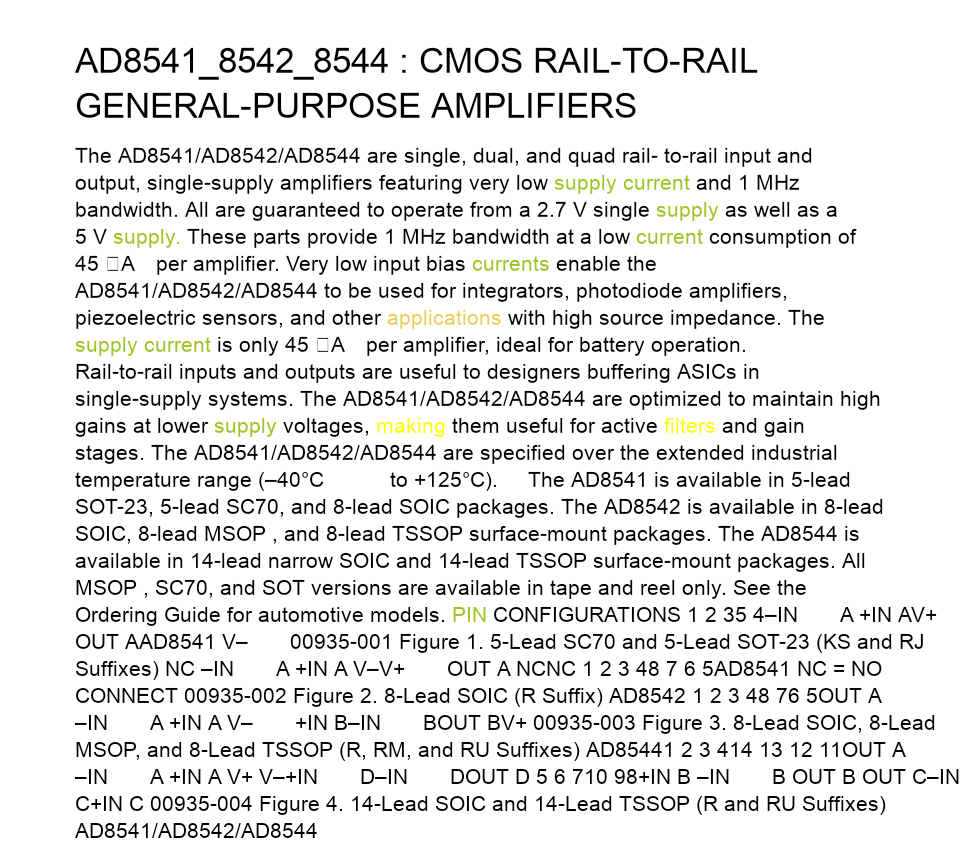 AD8541_8542_8544 : CMOS RAIL-TO-RAIL
GENERAL-PURPOSE AMPLIFIERS
The AD8541/AD8542/AD8544 are single, dual, and quad rail- to-rail input and
output, single-supply amplifiers featuring very low supply current and 1 MHz
bandwidth. All are guaranteed to operate from a 2.7 V single supply as well as a
5 V supply. These parts provide 1 MHz bandwidth at a low current consumption of
45 □A per amplifier. Very low input bias currents enable the
AD8541/AD8542/AD8544 to be used for integrators, photodiode amplifiers,
piezoelectric sensors, and other applications with high source impedance. The
supply current is only 45 □A per amplifier, ideal for battery operation.
Rail-to-rail inputs and outputs are useful to designers buffering ASICs in
single-supply systems. The AD8541/AD8542/AD8544 are optimized to maintain high
gains at lower supply voltages, making them useful for active filters and gain
stages. The AD8541/AD8542/AD8544 are specified over the extended industrial
temperature range (–40°C to +125°C). The AD8541 is available in 5-lead
SOT-23, 5-lead SC70, and 8-lead SOIC packages. The AD8542 is available in 8-lead
SOIC, 8-lead MSOP , and 8-lead TSSOP surface-mount packages. The AD8544 is
available in 14-lead narrow SOIC and 14-lead TSSOP surface-mount packages. All
MSOP , SC70, and SOT versions are available in tape and reel only. See the
Ordering Guide for automotive models. PIN CONFIGURATIONS 1 2 35 4–IN A +IN AV+
OUT AAD8541 V– 00935-001 Figure 1. 5-Lead SC70 and 5-Lead SOT-23 (KS and RJ
Suffixes) NC –IN A +IN A V–V+ OUT A NCNC 1 2 3 48 7 6 5AD8541 NC = NO
CONNECT 00935-002 Figure 2. 8-Lead SOIC (R Suffix) AD8542 1 2 3 48 76 5OUT A
–IN A +IN A V– +IN B–IN BOUT BV+ 00935-003 Figure 3. 8-Lead SOIC, 8-Lead
MSOP, and 8-Lead TSSOP (R, RM, and RU Suffixes) AD85441 2 3 414 13 12 11OUT A
–IN A +IN A V+ V–+IN D–IN DOUT D 5 6 710 98+IN B –IN B OUT B OUT C–IN
C+IN C 00935-004 Figure 4. 14-Lead SOIC and 14-Lead TSSOP (R and RU Suffixes)
AD8541/AD8542/AD8544